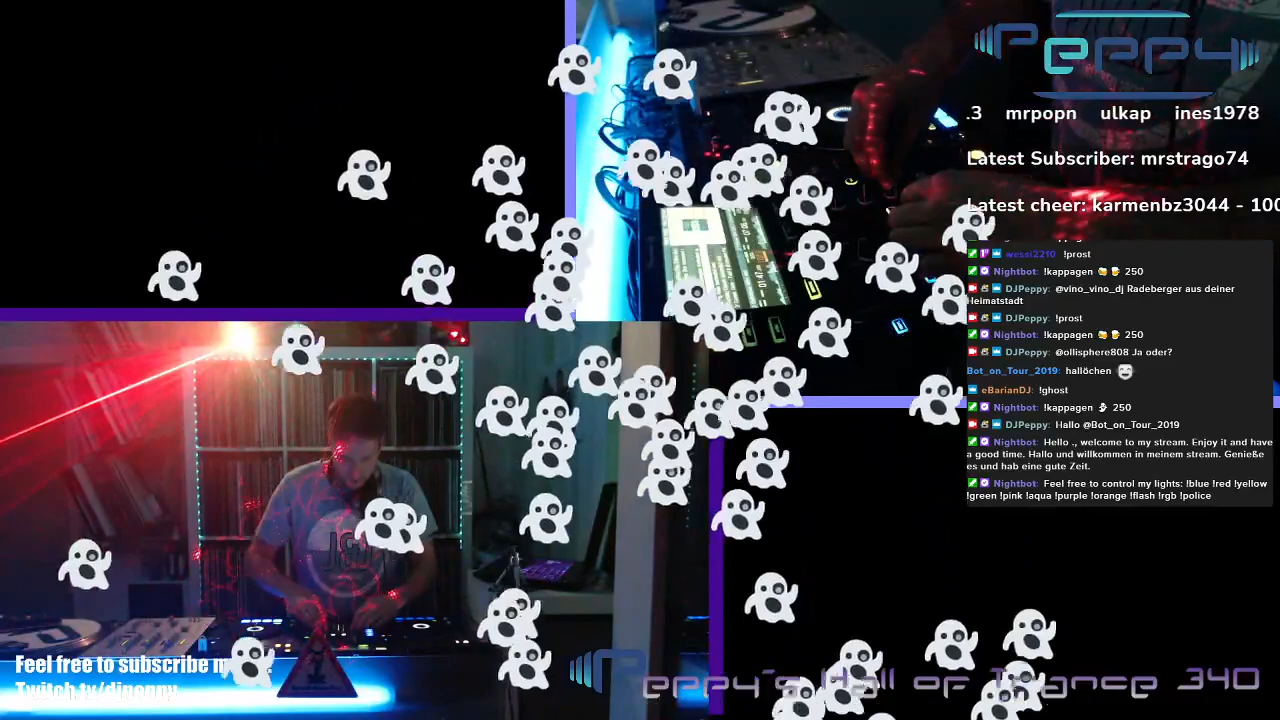 Peppy
.3 mrpopn ulkap ines1978
Latest Subscriber: mrstrago74
Latest cheer: karmenbz3044 - 100
wessi2210 !prost
Nightbot: !kappagen 🍻 🍺 250
DJPeppy: @vino_vino_dj Radeberger aus deiner
Heimatstadt
DJPeppy: !prost
Nightbot: !kappagen 🍻 🍺 250
DJPeppy: @ollisphere808 Ja oder?
Bot_on_Tour_2019: hallöchen
eBarianDJ: !ghost
Nightbot: !kappagen 👻 250
DJPeppy: Hallo @Bot_on_Tour_2019
Nightbot: Hello ., welcome to my stream. Enjoy it and have
a good time. Hallo und willkommen in meinem stream. Genieße
es und hab eine gute Zeit.
Nightbot: Feel free to control my lights: !blue !red !yellow
!green !pink !aqua !purple !orange !flash !rgb !police
Feel free to subscribe
Twitch.tv/djpeppy
Peppy's Hall of Trance 340